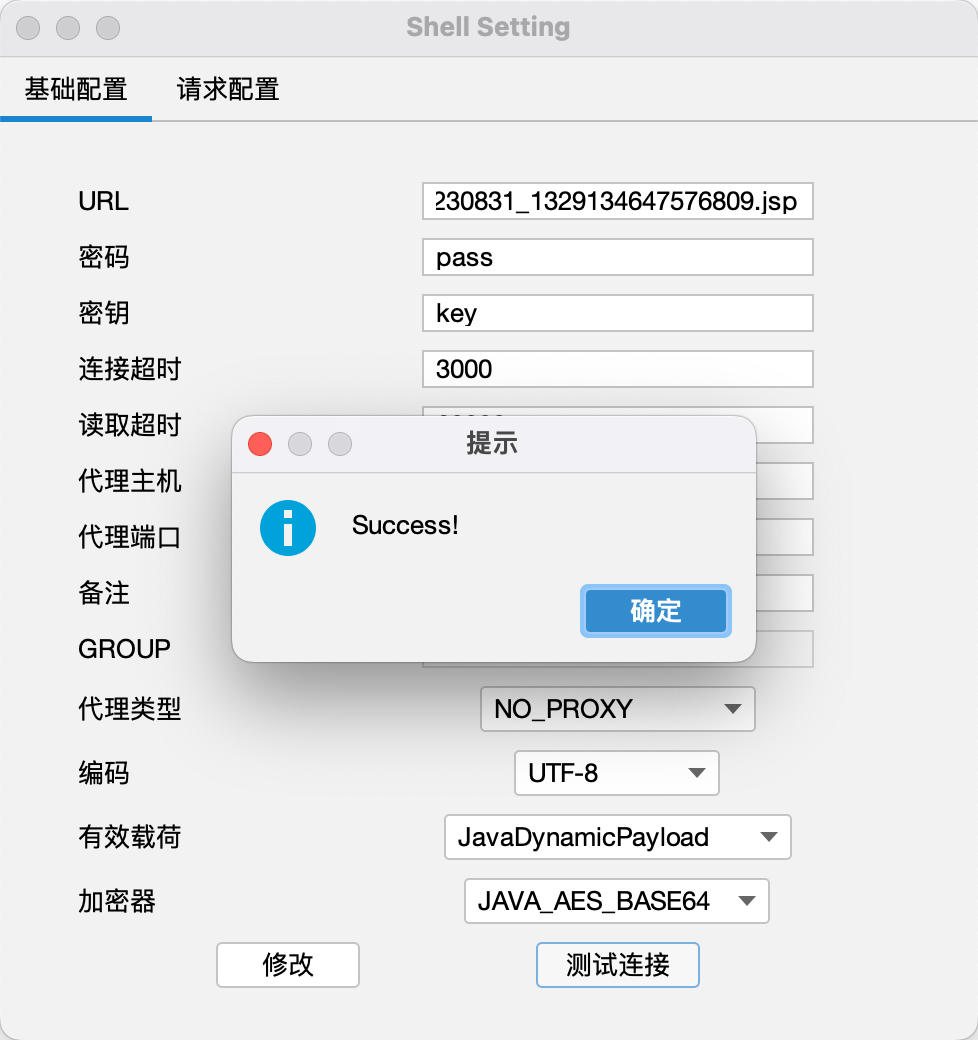 Shell Setting
基础配置 请求配置
URL 230831_1329134647576809.jsp
密码 pass
密钥 key
连接超时 3000
读取超时
代理主机
代理端口
备注
GROUP
提示
Success!
确定
代理类型 NO_PROXY
编码 UTF-8
有效载荷 JavaDynamicPayload
加密器 JAVA_AES_BASE64
修改 测试连接